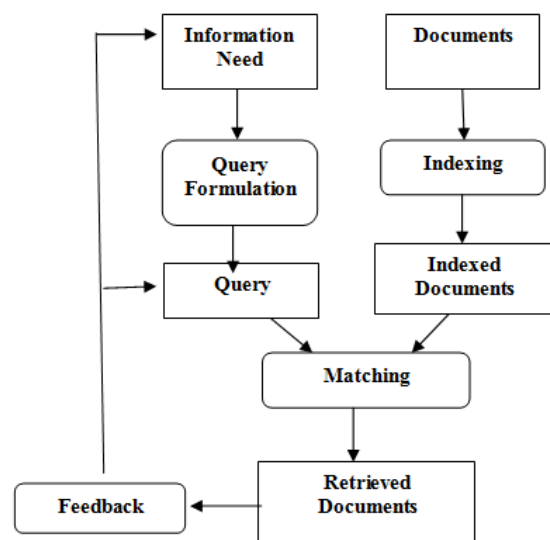 Information
Need
Documents
Query
Formulation
Indexing
Query
Indexed
Documents
Matching
Retrieved
Documents
Feedback